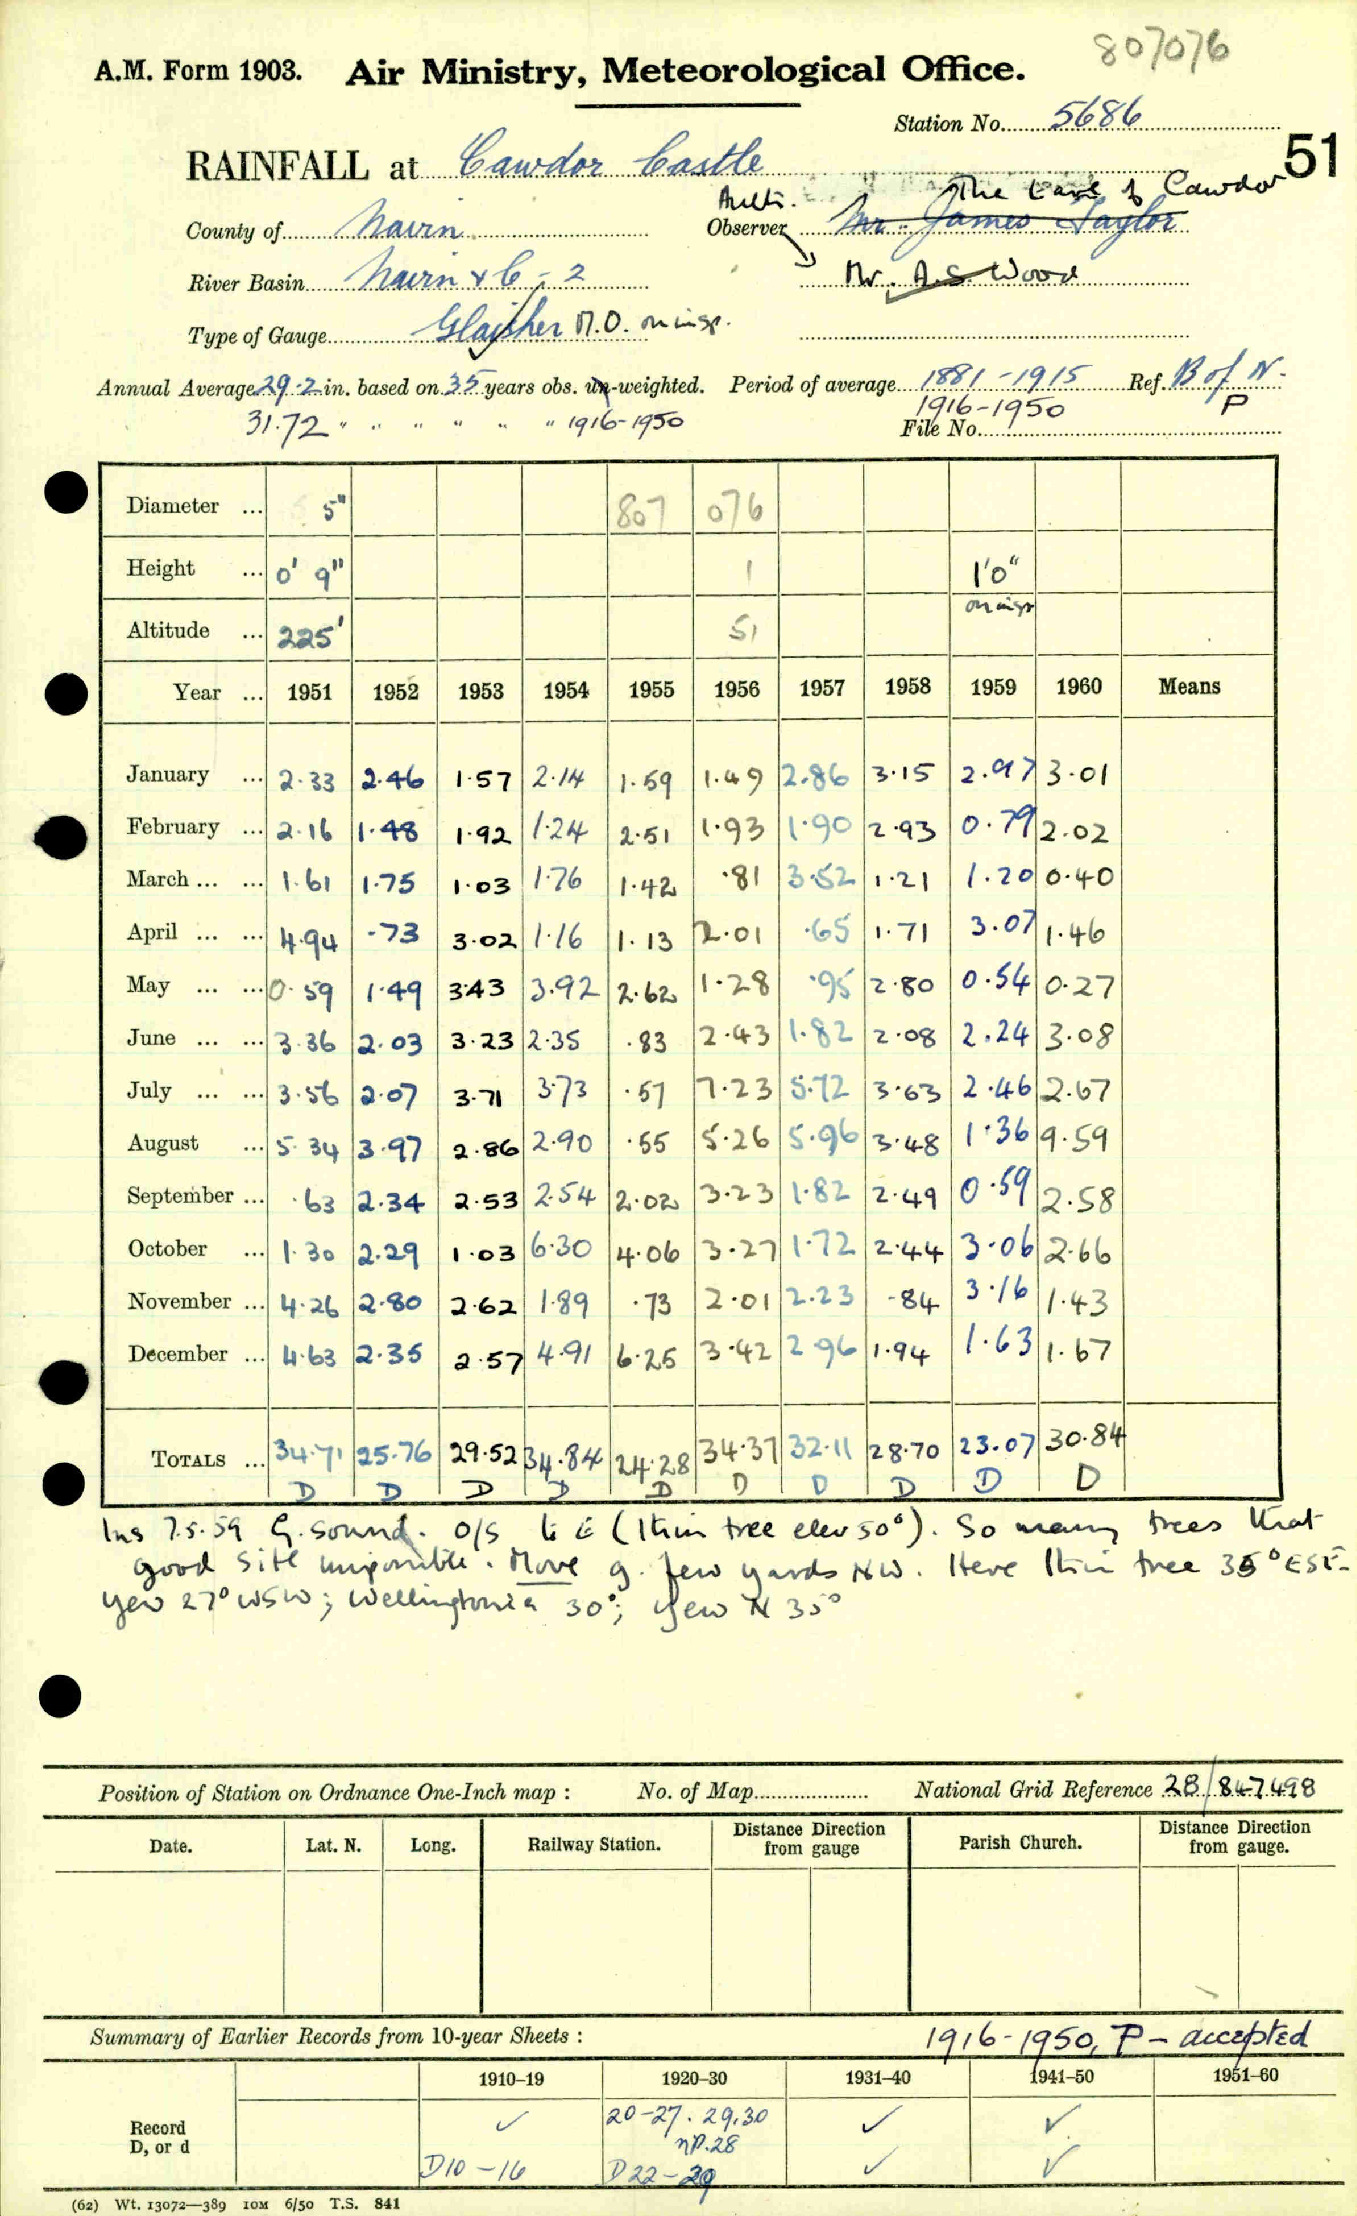 807076
A.M. Form 1903. Air Ministry, Meteorological Office.
Station No. 5686
51
RAINFALL at Cawdor Castle
Auth. The Earl of Cawdor
County of Nairn Observer Mr. James Taylor
River Basin Nairn & C - 2 Mr. A.S. Wood
Type of Gauge Glaisher M.O. on insp.
Annual Average 29.2 in. based on 35 years obs. un-weighted. Period of average 1881-1915 Ref. B of N.
31.72 " " " " " " 1916-1950 1916-1950 P
File No.
Diameter ... 5" 807 076
Height ... 0' 9" 1 1'0"
on insp
Altitude ... 225' 51
Year ... 1951 1952 1953 1954 1955 1956 1957 1958 1959 1960 Means
January ... 2.33 2.46 1.57 2.14 1.59 1.49 2.86 3.15 2.97 3.01
February ... 2.16 1.48 1.92 1.24 2.51 1.93 1.90 2.93 0.79 2.02
March ... ... 1.61 1.75 1.03 1.76 1.42 .81 3.52 1.21 1.20 0.40
April ... ... 4.94 .73 3.02 1.16 1.13 2.01 .65 1.71 3.07 1.46
May ... ... 0.59 1.49 3.43 3.92 2.62 1.28 .95 2.80 0.54 0.27
June ... ... 3.36 2.03 3.23 2.35 .83 2.43 1.82 2.08 2.24 3.08
July ... ... 3.56 2.07 3.71 3.73 .57 7.23 5.72 3.63 2.46 2.67
August ... 5.34 3.97 2.86 2.90 .55 5.26 5.96 3.48 1.36 9.59
September ... .63 2.34 2.53 2.54 2.02 3.23 1.82 2.49 0.59 2.58
October ... 1.30 2.29 1.03 6.30 4.06 3.27 1.72 2.44 3.06 2.66
November ... 4.26 2.80 2.62 1.89 .73 2.01 2.23 .84 3.16 1.43
December ... 4.63 2.35 2.57 4.91 6.25 3.42 2.96 1.94 1.63 1.67
TOTALS ... 34.71 25.76 29.52 34.84 24.28 34.37 32.11 28.70 23.07 30.84
D D D D D D D D D D
Ins 7.5.59 G. sound. O/S to E (thin tree elev 50°). So many trees that
good site impossible. Move g. few yards NW. Here thin tree 35° ESE.
yew 27° WSW; Wellingtonia 30°; yew N 35°
Position of Station on Ordnance One-Inch map : No. of Map National Grid Reference 28/847498
Date. Lat. N. Long. Railway Station. Distance Direction from gauge Parish Church. Distance Direction from gauge.
Summary of Earlier Records from 10-year Sheets : 1916-1950, P - accepted
1910-19 1920-30 1931-40 1941-50 1951-60
Record ✓ 20-27. 29,30 ✓ ✓
D, or d nP.28
D10-16 D22-29 ✓ ✓
(62) Wt. 13072—389 10M 6/50 T.S. 841